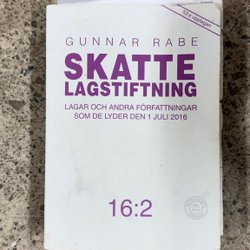 GUNNAR RABE
SKATTE
LAGSTIFTNING
LAGAR OCH ANDRA FÖRFATTNINGAR
SOM DE LYDER DEN 1 JULI 2016
16:2